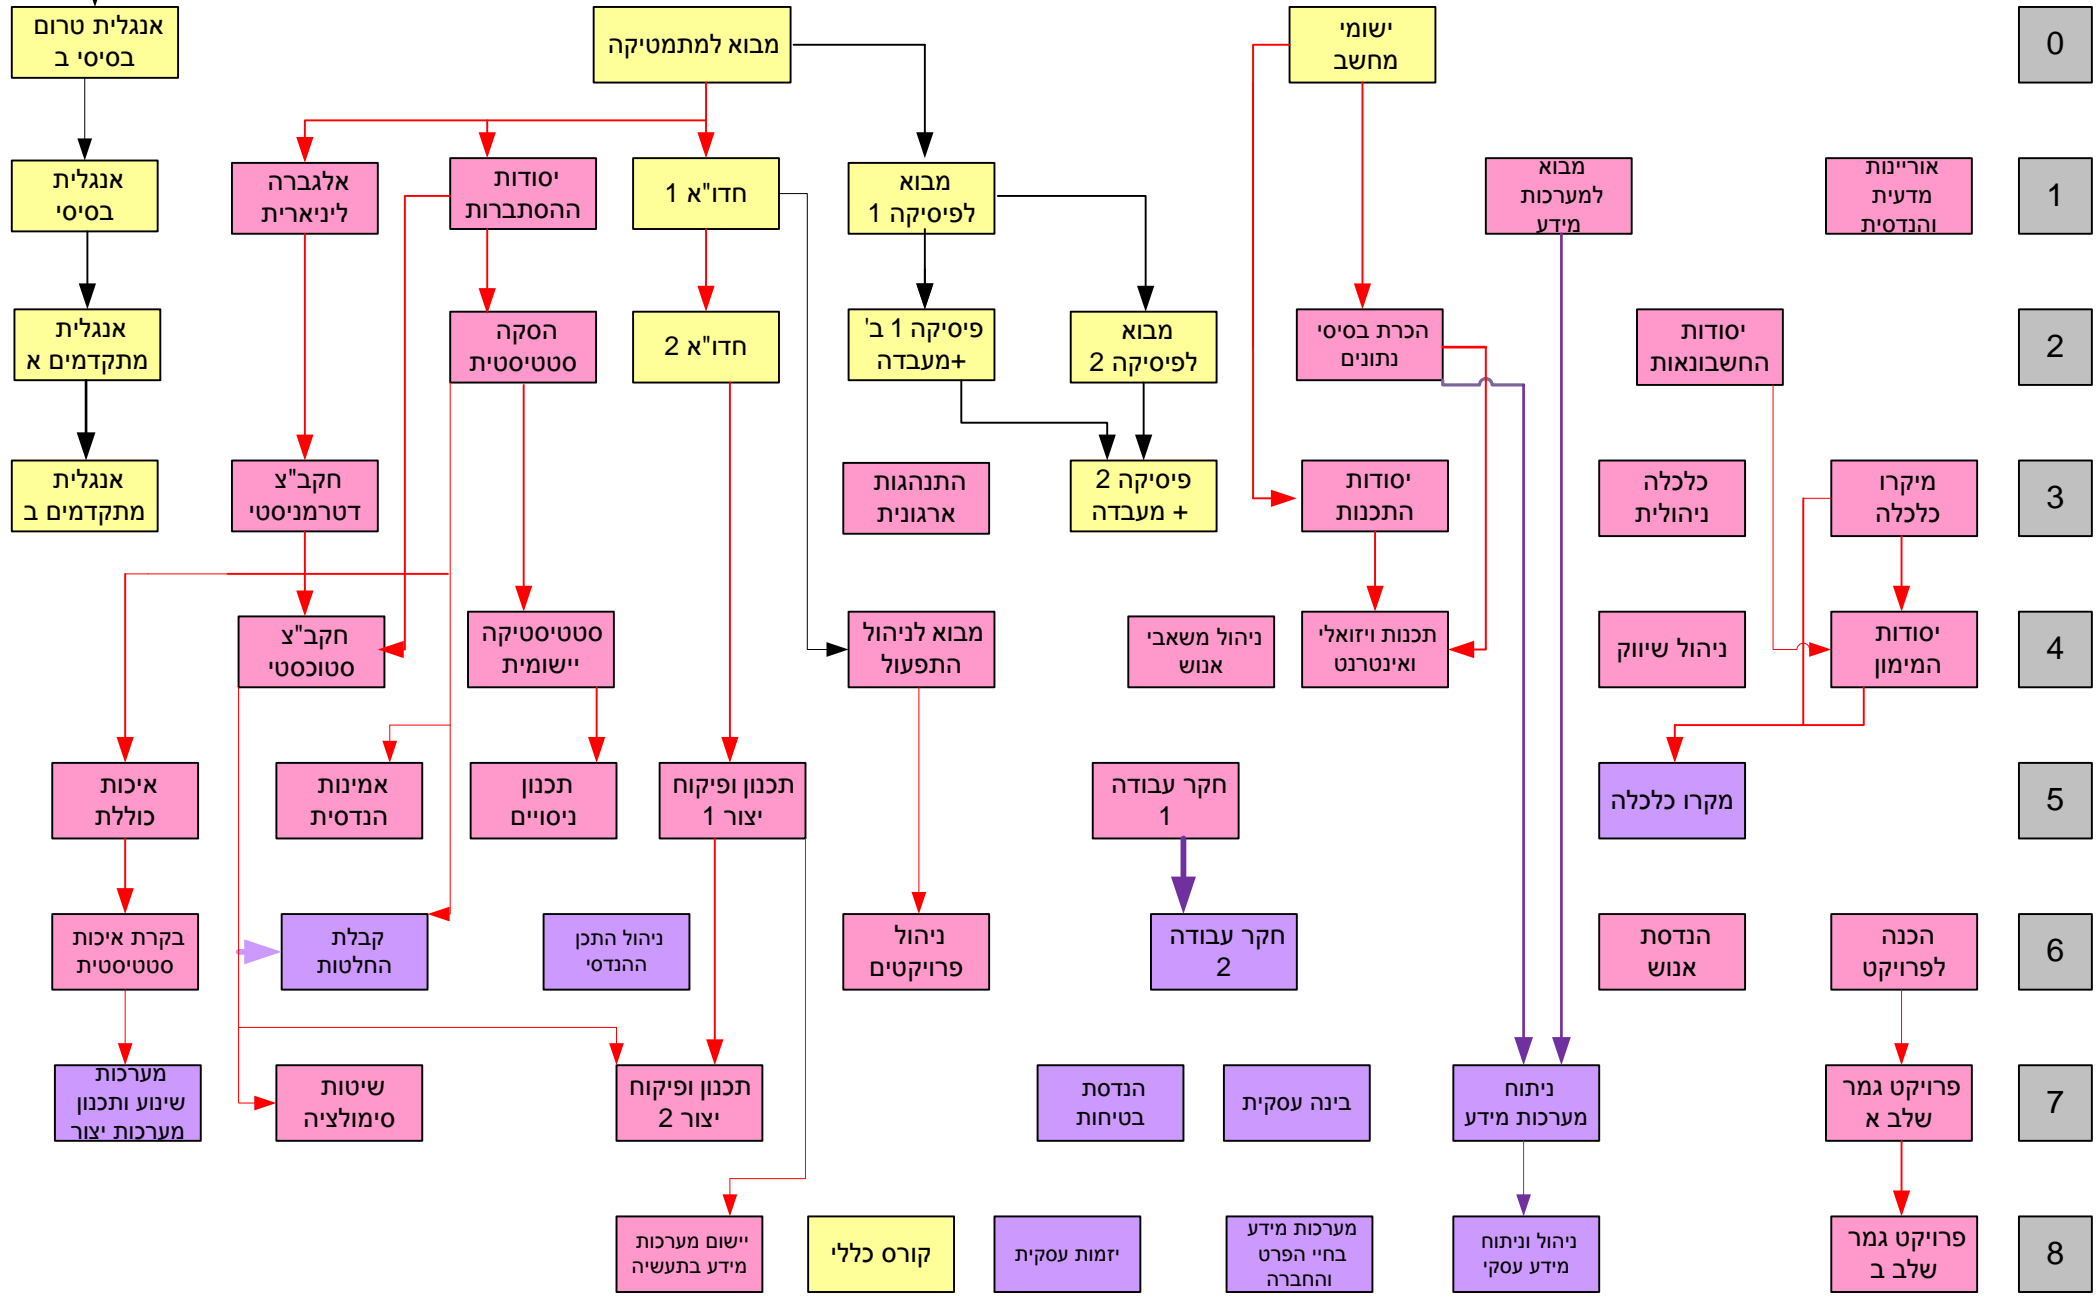 אנגלית טרום
בסיסי ב
מבוא למתמטיקה
ישומי
מחשב
0
אנגלית
בסיסי
אלגברה
ליניארית
יסודות
ההסתברות
חדו"א 1
מבוא
לפיסיקה 1
מבוא
למערכות
מידע
אוריינות
מדעית
והנדסית
1
אנגלית
מתקדמים א
הסקה
סטטיסטית
חדו"א 2
פיסיקה 1 ב'
+מעבדה
מבוא
לפיסיקה 2
הכרת בסיסי
נתונים
יסודות
החשבונאות
2
אנגלית
מתקדמים ב
חקב"צ
דטרמניסטי
התנהגות
ארגונית
פיסיקה 2
+ מעבדה
יסודות
התכנות
כלכלה
ניהולית
מיקרו
כלכלה
3
חקב"צ
סטוכסטי
סטטיסטיקה
יישומית
מבוא לניהול
התפעול
ניהול משאבי
אנוש
תכנות ויזואלי
ואינטרנט
ניהול שיווק
יסודות
המימון
4
איכות
כוללת
אמינות
הנדסית
תכנון
ניסויים
תכנון ופיקוח
יצור 1
חקר עבודה
1
מקרו כלכלה
5
בקרת איכות
סטטיסטית
קבלת
החלטות
ניהול התכן
ההנדסי
ניהול
פרויקטים
חקר עבודה
2
הנדסת
אנוש
הכנה
לפרויקט
6
מערכות
שינוע ותכנון
מערכות יצור
שיטות
סימולציה
תכנון ופיקוח
יצור 2
הנדסת
בטיחות
בינה עסקית
ניתוח
מערכות מידע
פרויקט גמר
שלב א
7
יישום מערכות
מידע בתעשיה
קורס כללי
יזמות עסקית
מערכות מידע
בחיי הפרט
והחברה
ניהול וניתוח
מידע עסקי
פרויקט גמר
שלב ב
8